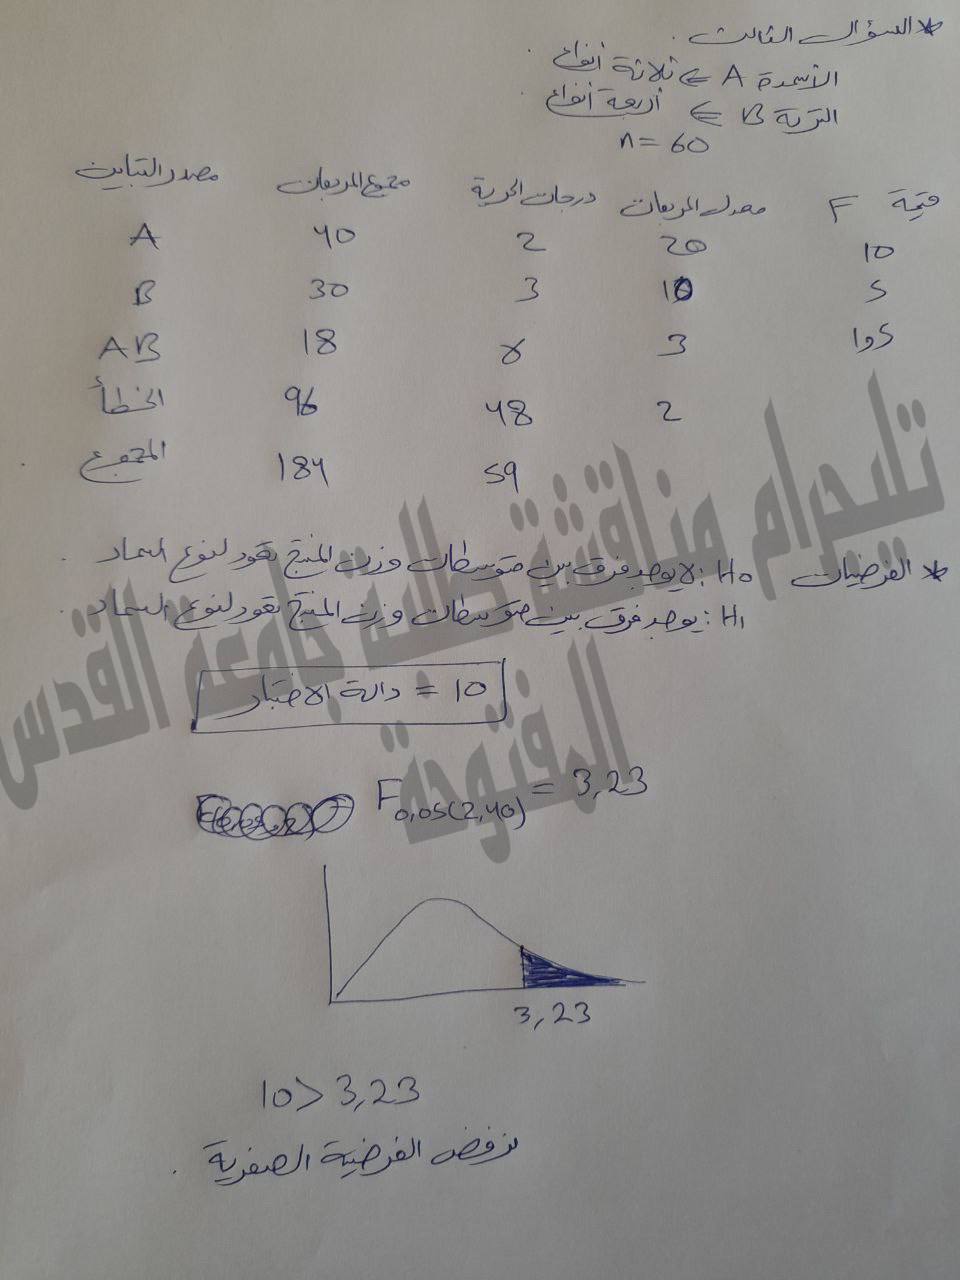 * السؤال الثالث.
الأسمدة A ⇐ ثلاثة أنواع.
التربة B ⇐ أربعة أنواع.
n = 60
مصدر التباين مجموع المربعات درجات الحرية معدل المربعات قيمة F
A 40 2 20 10
B 30 3 10 5
AB 18 6 3 1,5
الخطأ 96 48 2
المجموع 184 59
* الفرضيات H0: لا يوجد فرق بين متوسطات وزن المنتج تعود لنوع السماد.
H1: يوجد فرق بين متوسطات وزن المنتج تعود لنوع السماد.
دالة الاختبار = 10
F0,05(2,40) = 3,23
3,23
10 > 3,23
نرفض الفرضية الصفرية.
تليجرام مناقشة طلبة جامعة القدس
المفتوحة